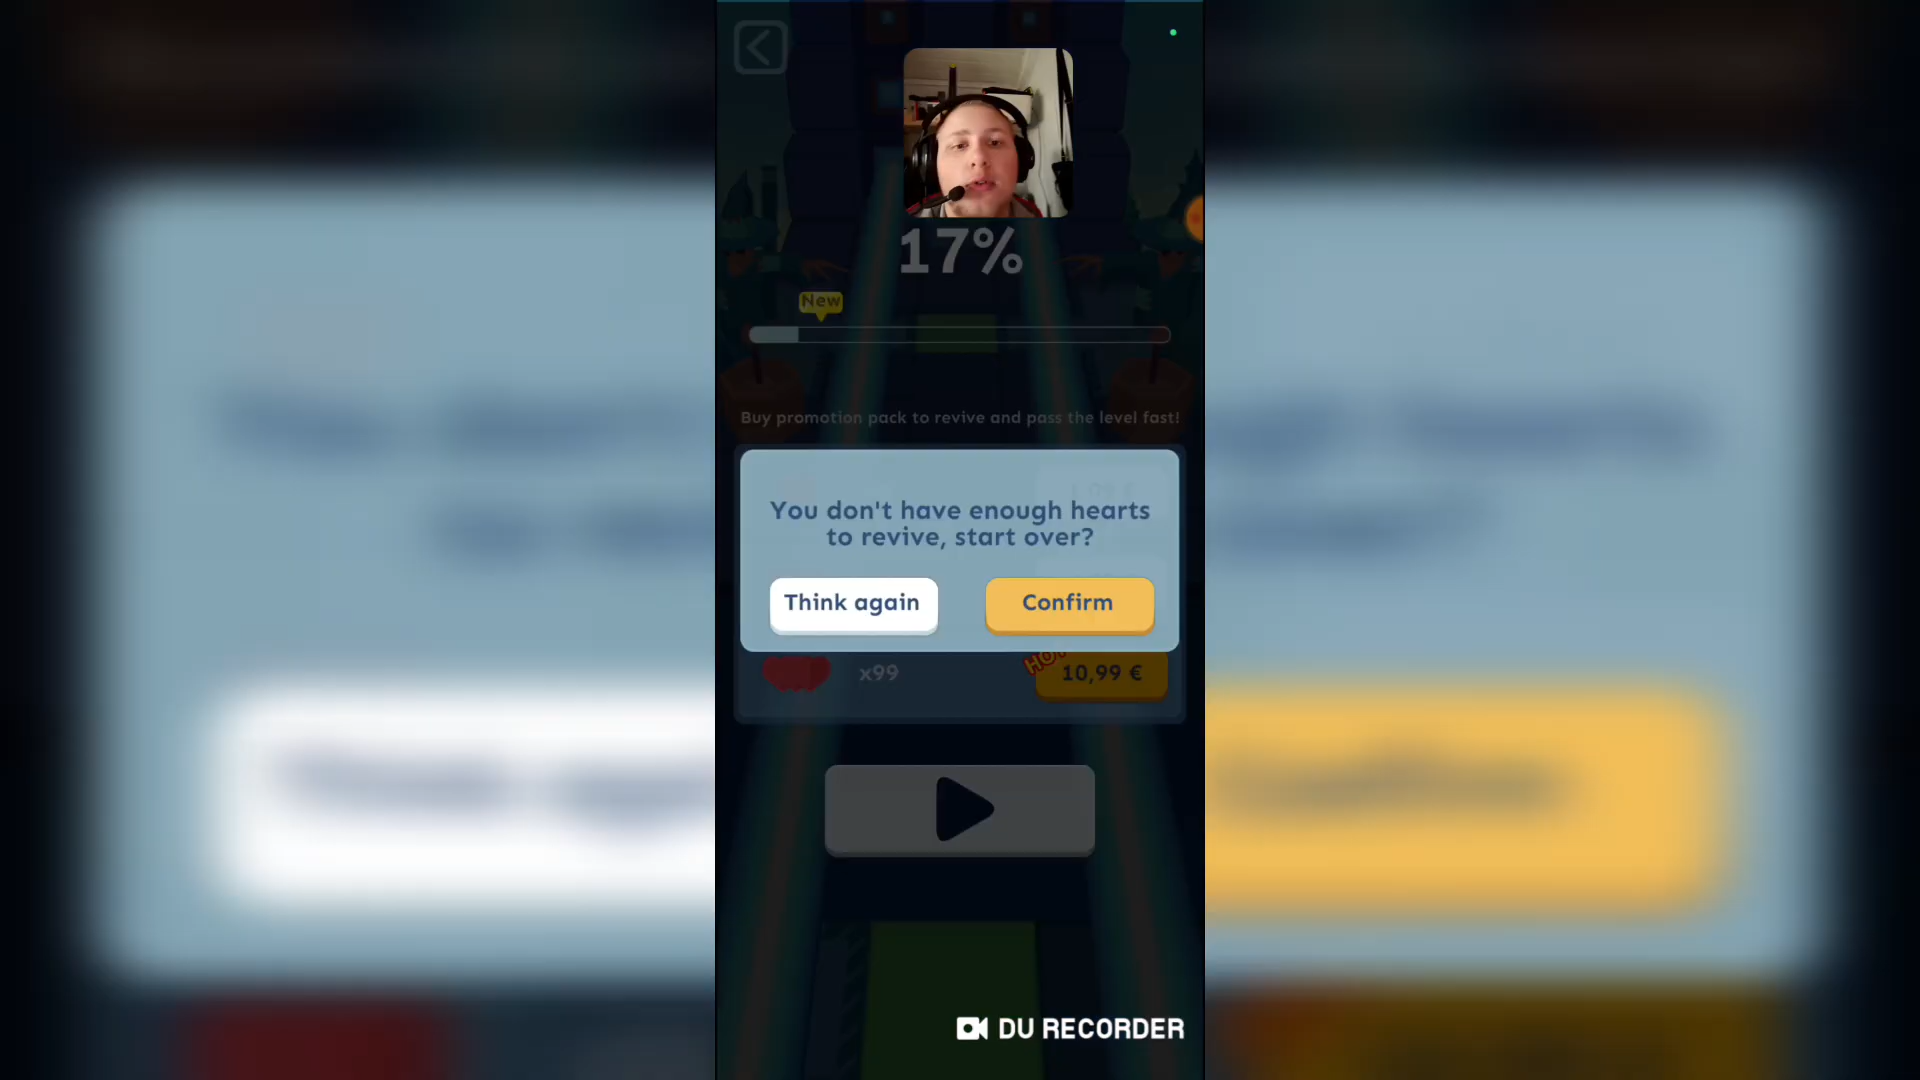 17%
New
Buy promotion pack to revive and pass the level fast!
You don't have enough hearts
to revive, start over?
Think again
Confirm
x99
HOT
10,99 €
DU RECORDER